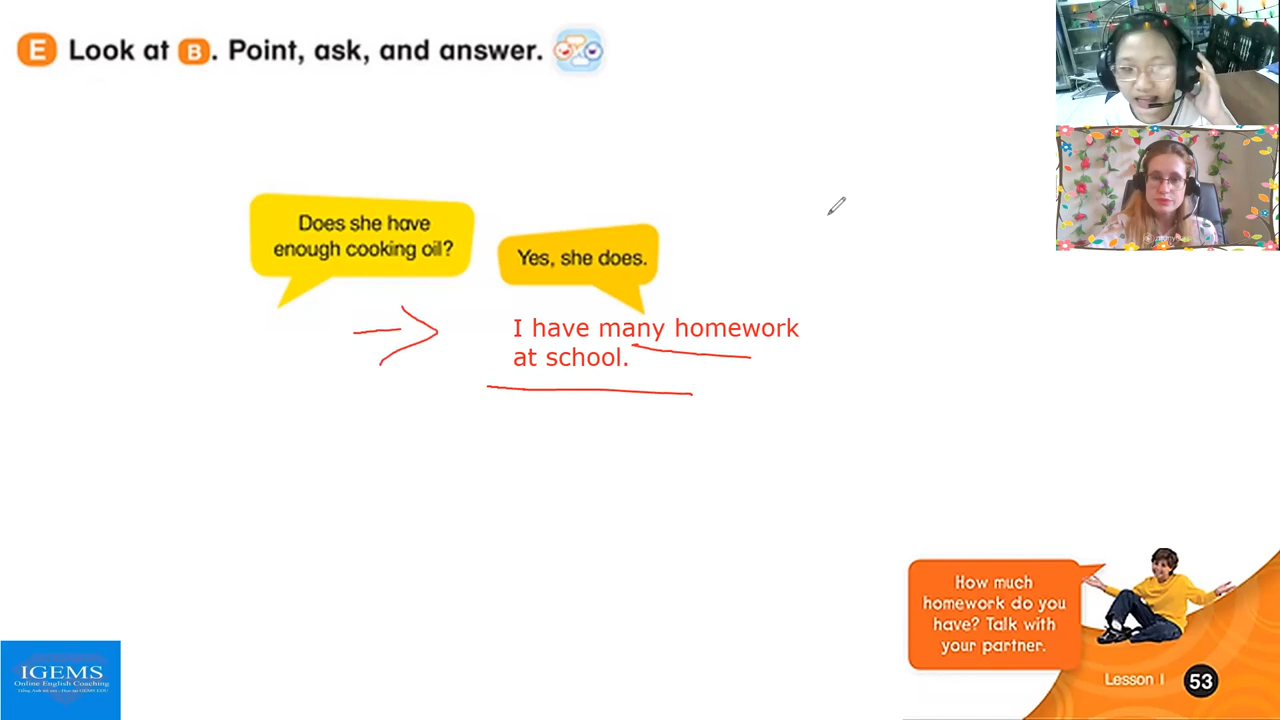 E Look at B. Point, ask, and answer.
Does she have
enough cooking oil?
Yes, she does.
I have many homework
at school.
How much
homework do you
have? Talk with
your partner.
Lesson 1 53
IGEMS
Online English Coaching